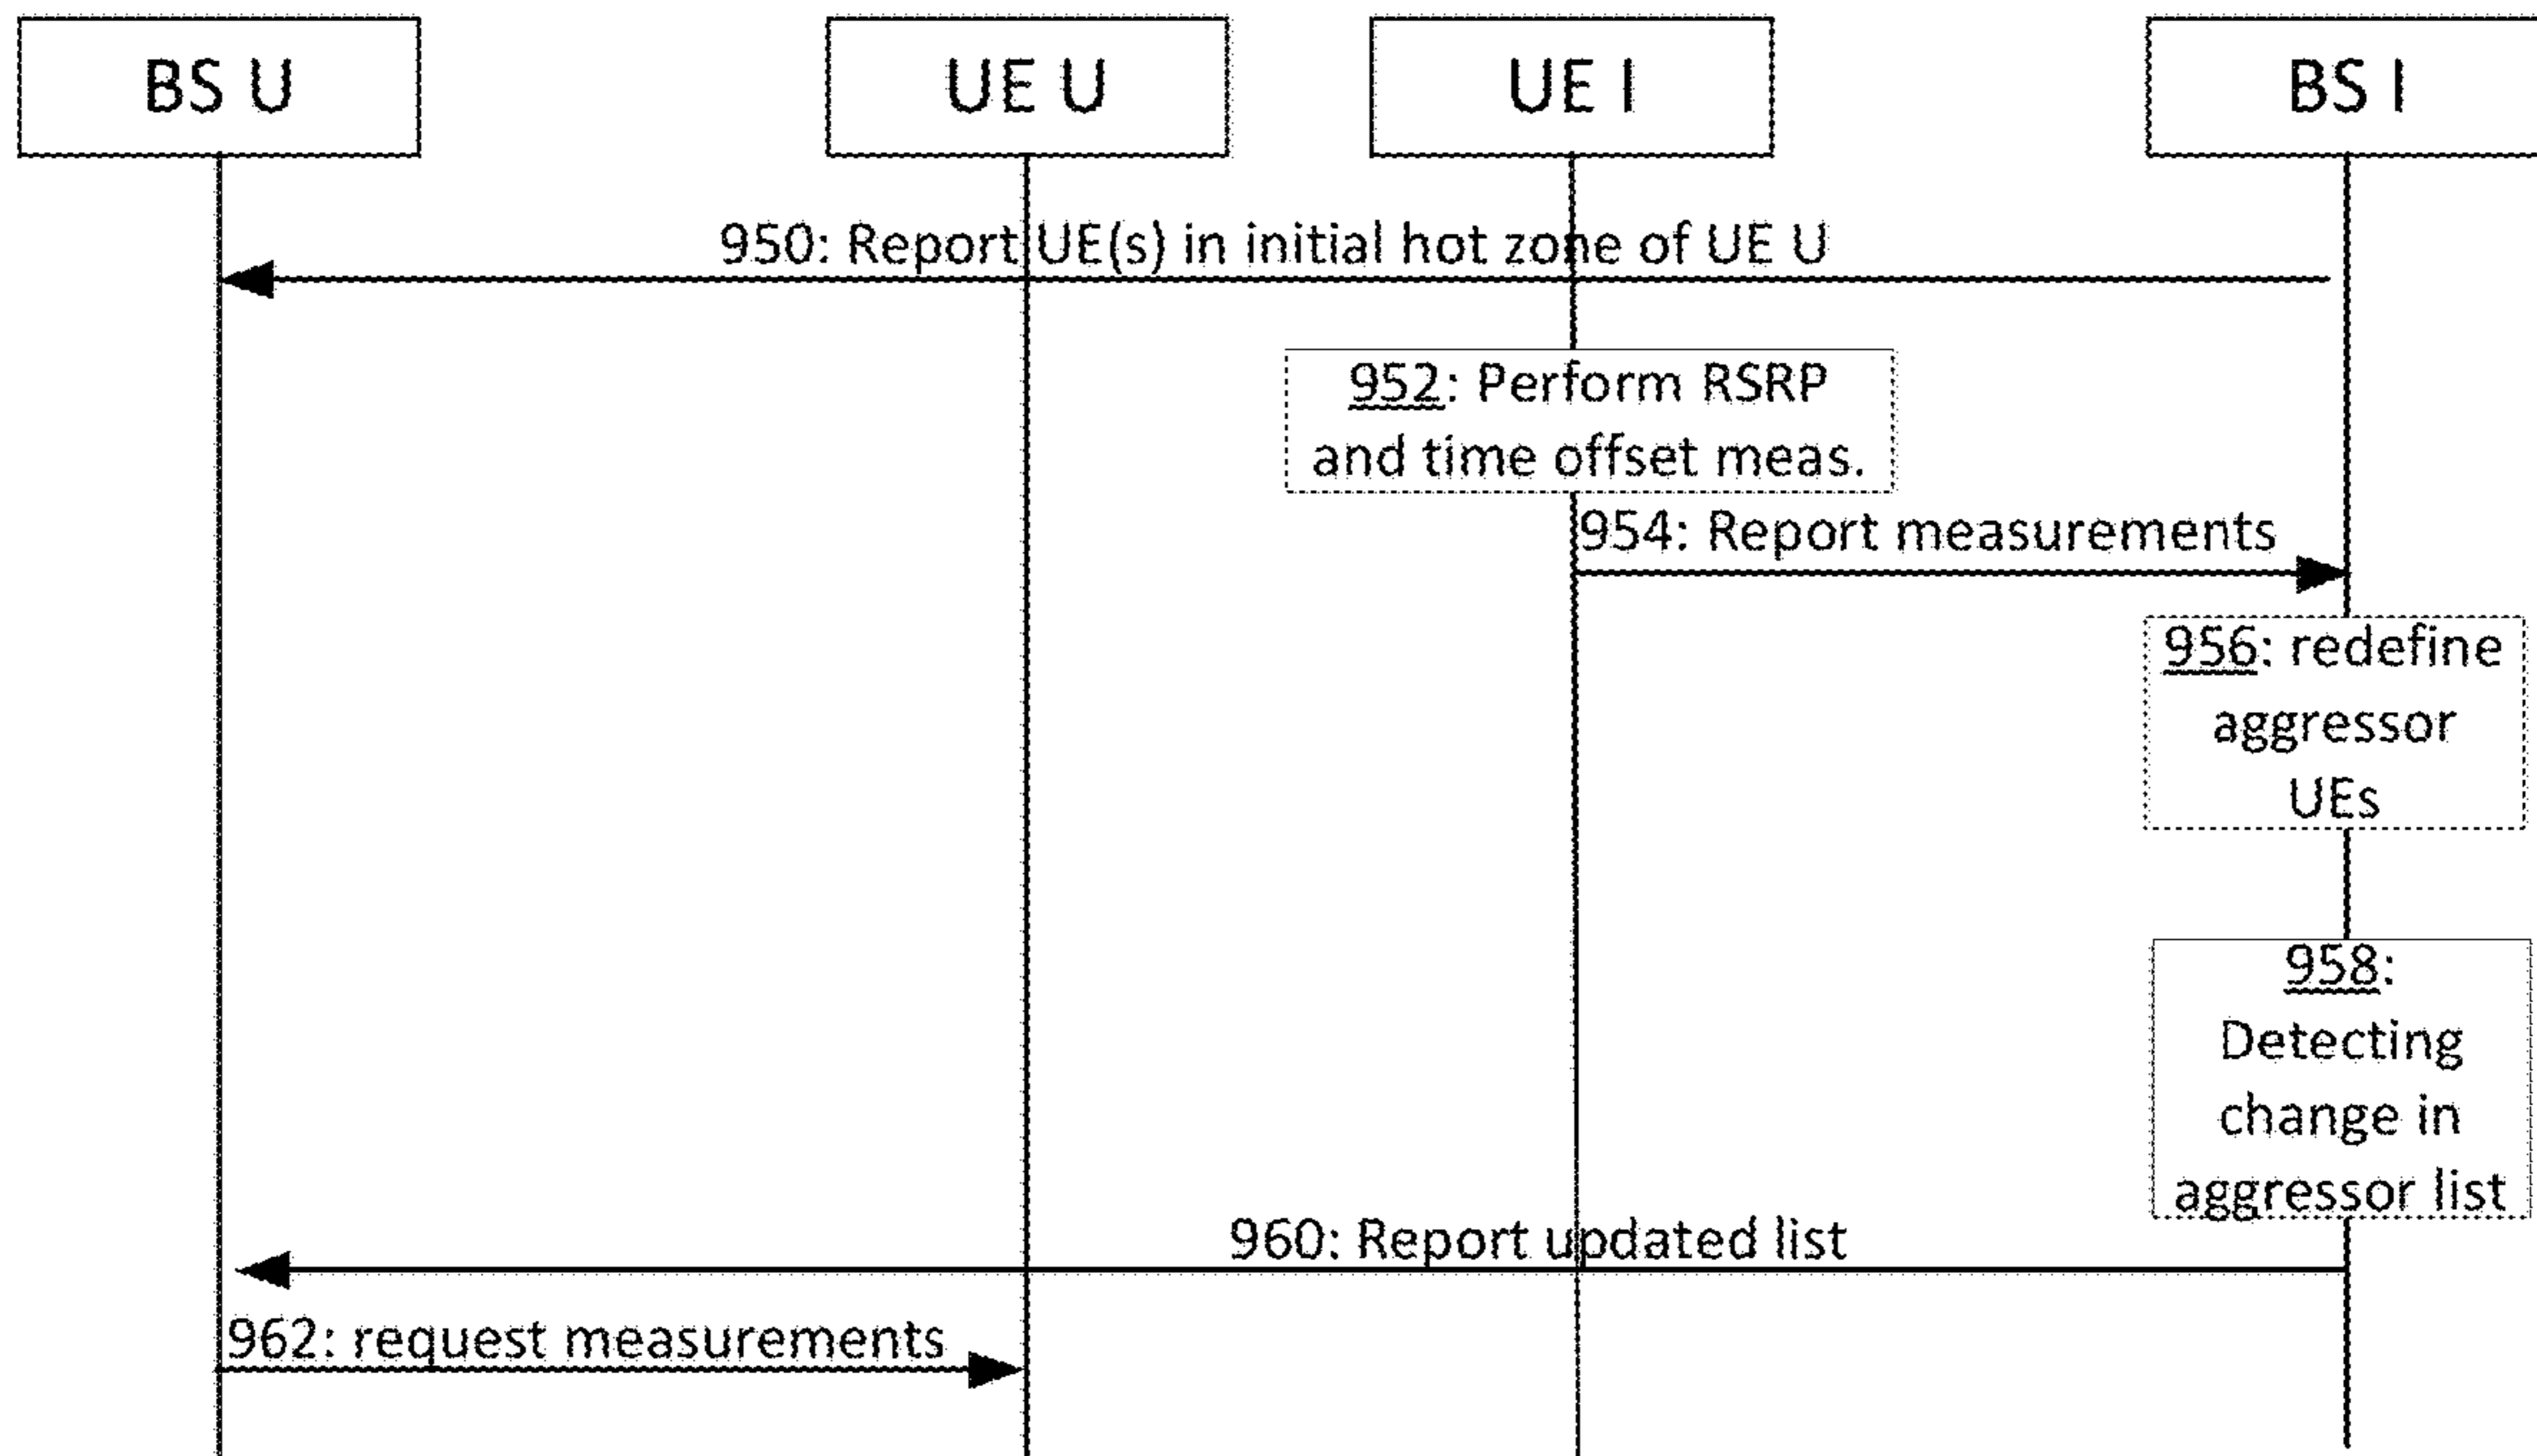 BS U
UE U
UE I
BS I
950: Report UE(s) in initial hot zone of UE U
952: Perform RSRP
and time offset meas.
954: Report measurements
956: redefine
aggressor
UEs
958:
Detecting
change in
aggressor list
960: Report updated list
962: request measurements